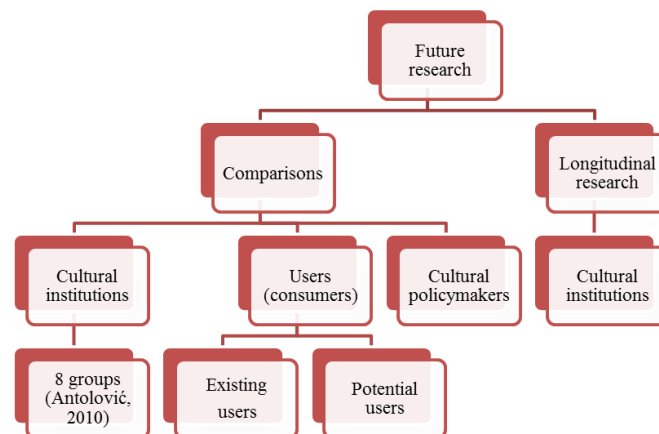 Future
research
Comparisons
Longitudinal
research
Cultural
institutions
Users
(consumers)
Cultural
policymakers
Cultural
institutions
8 groups
(Antolović,
2010)
Existing
users
Potential
users